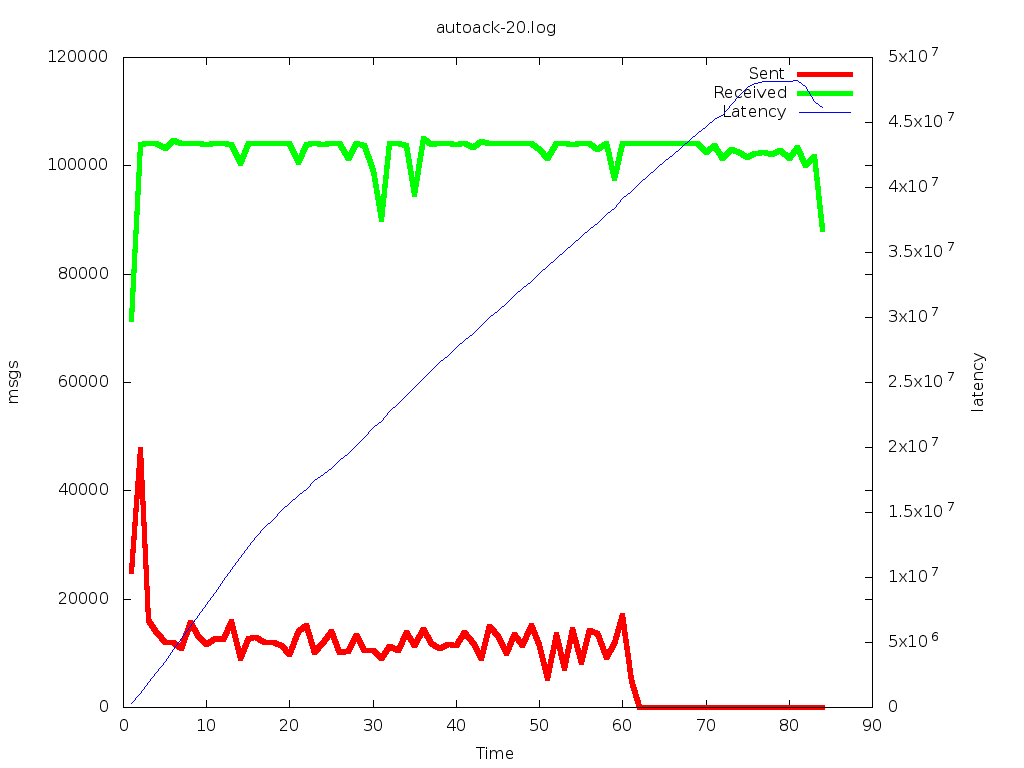 autoack-20.log
120000
100000
80000
60000
40000
20000
0
msgs
0 10 20 30 40 50 60 70 80 90
Time
5x10^7
4.5x10^7
4x10^7
3.5x10^7
3x10^7
2.5x10^7
2x10^7
1.5x10^7
1x10^7
5x10^6
0
latency
Sent
Received
Latency